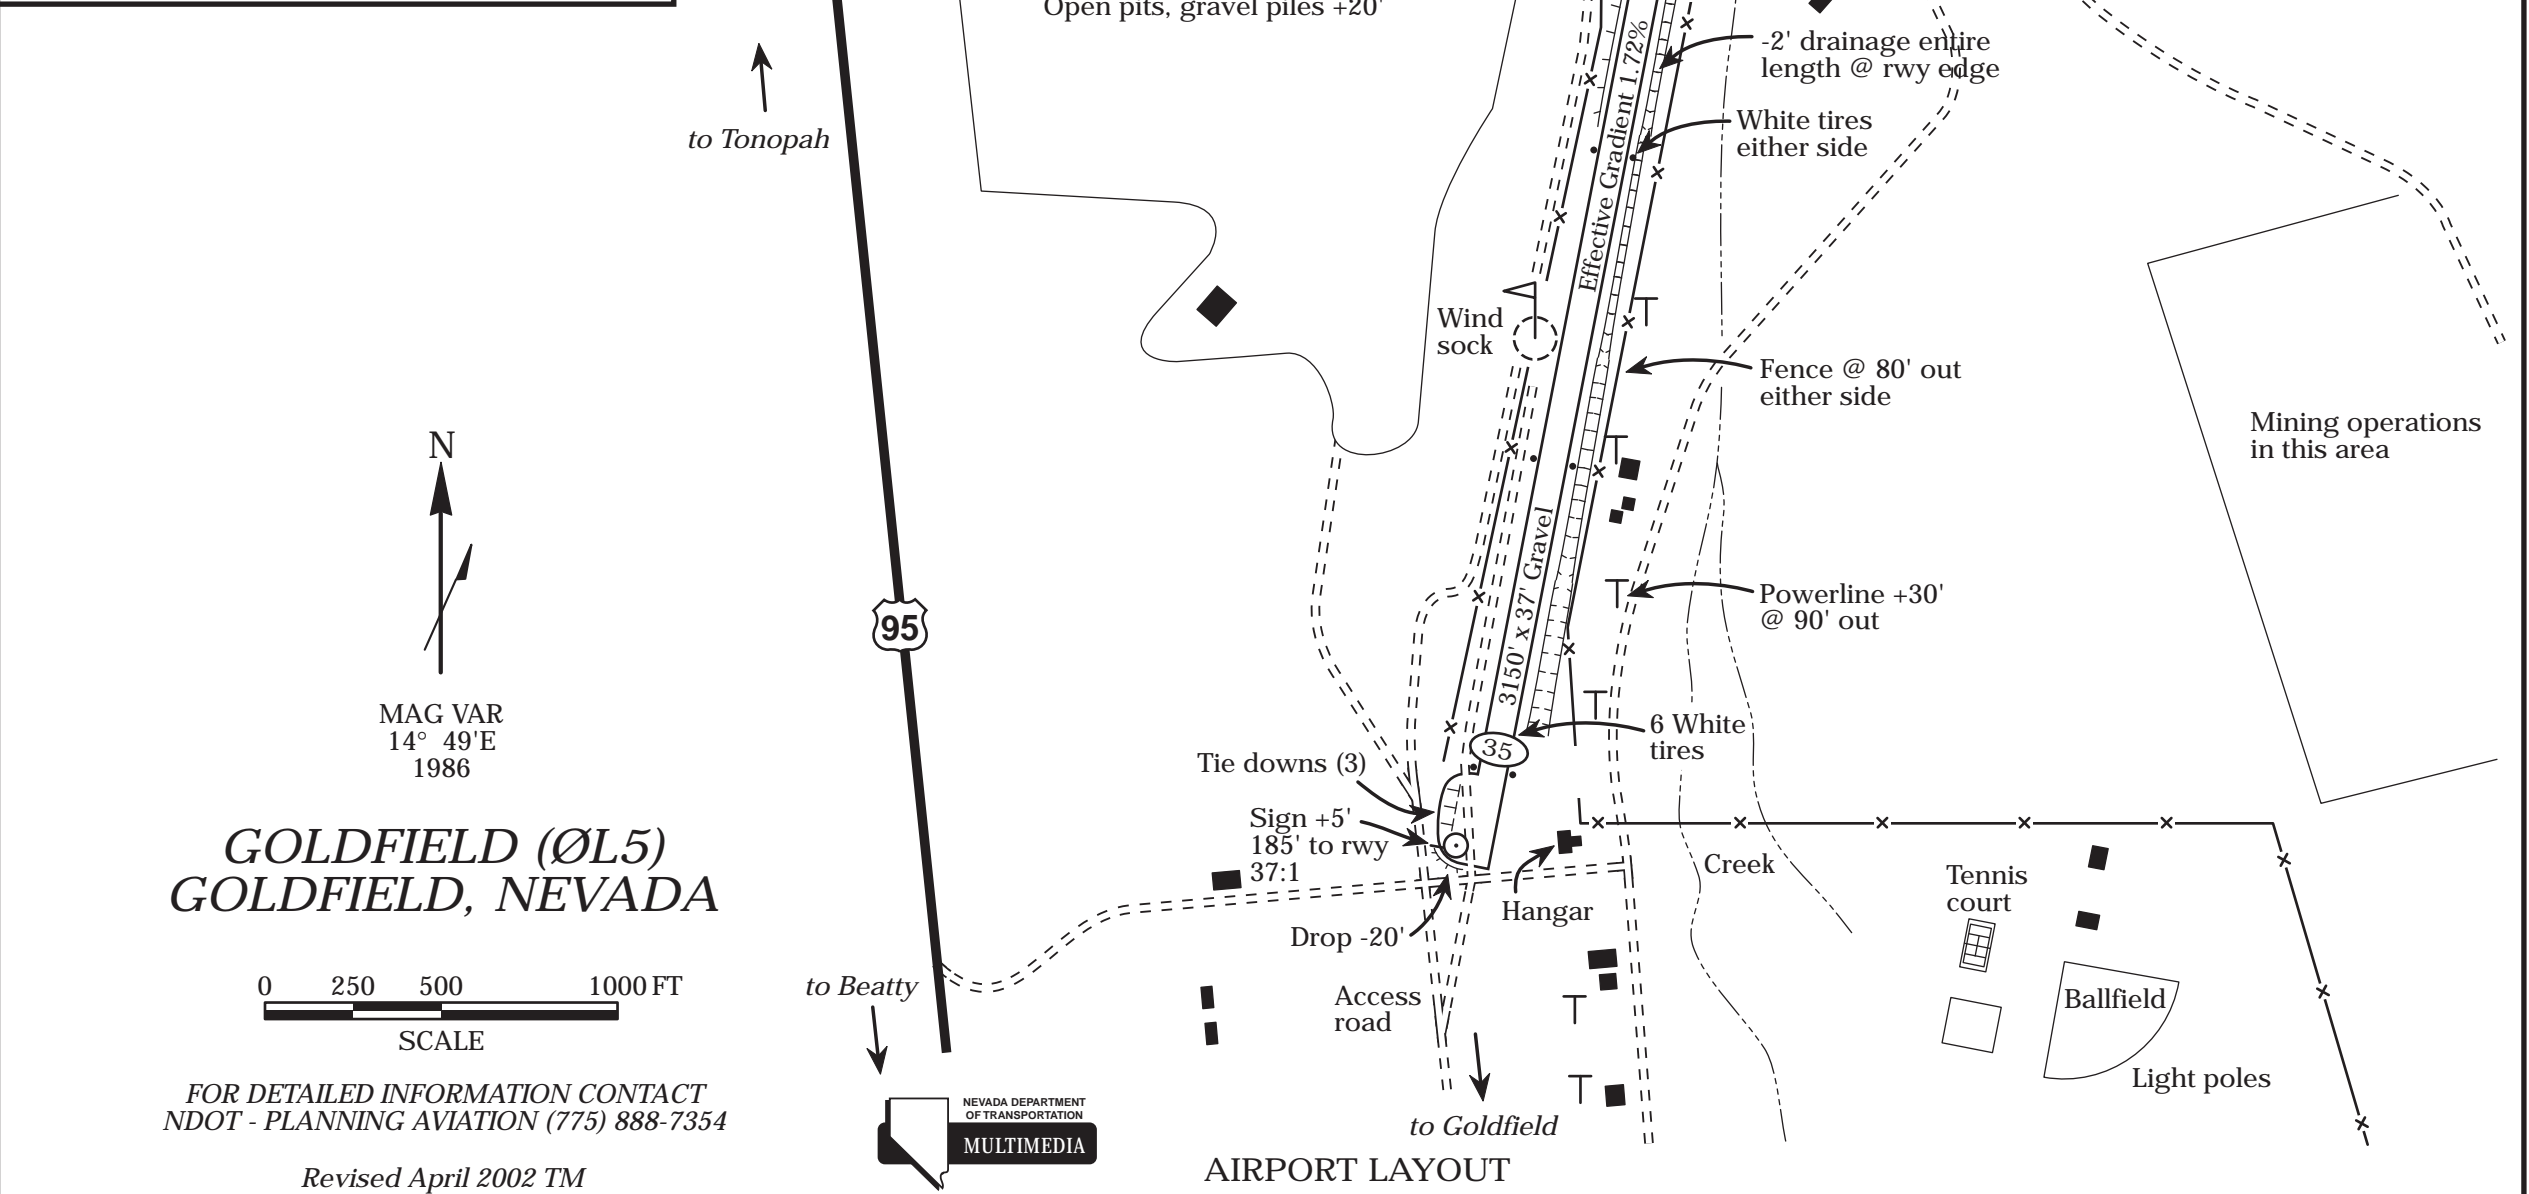 Open pits, gravel piles +20'
-2' drainage entire
length @ rwy edge
to Tonopah
White tires
either side
Effective Gradient 1.72%
Wind
sock
Fence @ 80' out
either side
Mining operations
in this area
N
3150' x 37' Gravel
Powerline +30'
@ 90' out
95
MAG VAR
14° 49'E
1986
6 White
tires
35
Tie downs (3)
Sign +5'
185' to rwy
37:1
GOLDFIELD (ØL5)
GOLDFIELD, NEVADA
Creek
Tennis
court
Hangar
Drop -20'
0 250 500 1000 FT
SCALE
to Beatty
Access
road
Ballfield
Light poles
FOR DETAILED INFORMATION CONTACT
NDOT - PLANNING AVIATION (775) 888-7354
NEVADA DEPARTMENT
OF TRANSPORTATION
MULTIMEDIA
to Goldfield
AIRPORT LAYOUT
Revised April 2002 TM